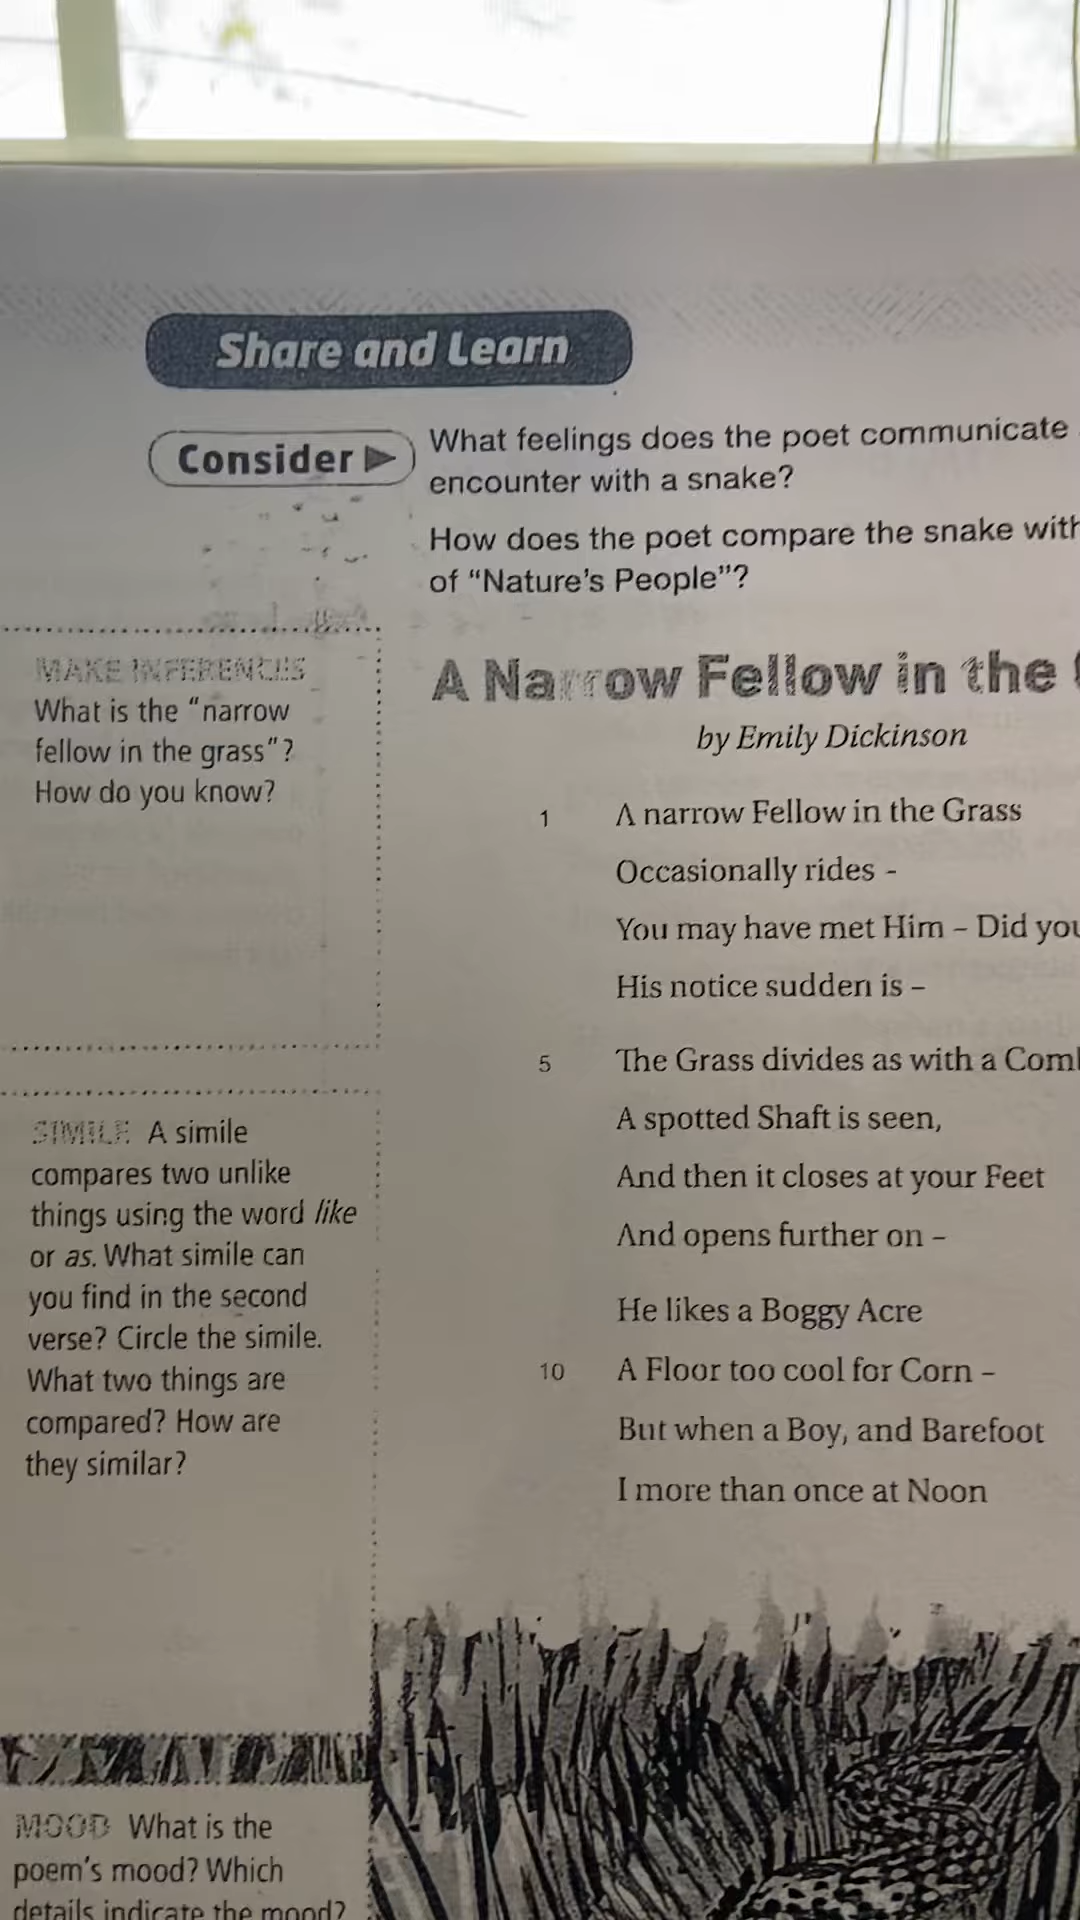 Share and Learn
Consider
What feelings does the poet communicate
encounter with a snake?
How does the poet compare the snake with
of “Nature’s People”?
MAKE INFERENCES
What is the “narrow
fellow in the grass”?
How do you know?
A Narrow Fellow in the
by Emily Dickinson
1 A narrow Fellow in the Grass
Occasionally rides -
You may have met Him – Did you
His notice sudden is –
5 The Grass divides as with a
A spotted Shaft is seen,
And then it closes at your Feet
And opens further on –
He likes a Boggy Acre
10 A Floor too cool for Corn –
But when a Boy, and Barefoot
I more than once at Noon
SIMILE A simile
compares two unlike
things using the word like
or as. What simile can
you find in the second
verse? Circle the simile.
What two things are
compared? How are
they similar?
MOOD What is the
poem’s mood? Which
details indicate the mood?